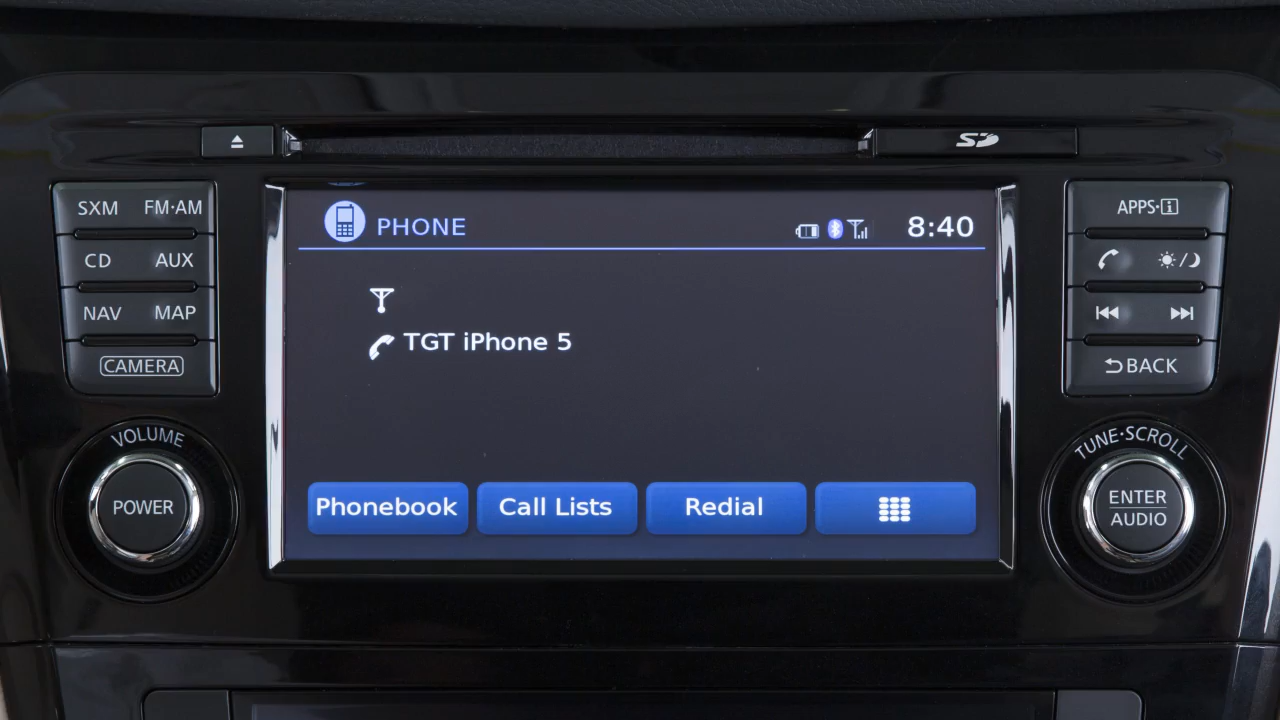 SD
SXM FM·AM
CD AUX
NAV MAP
CAMERA
VOLUME
POWER
PHONE 8:40
TGT iPhone 5
Phonebook Call Lists Redial
APPS·i
BACK
TUNE·SCROLL
ENTER
AUDIO